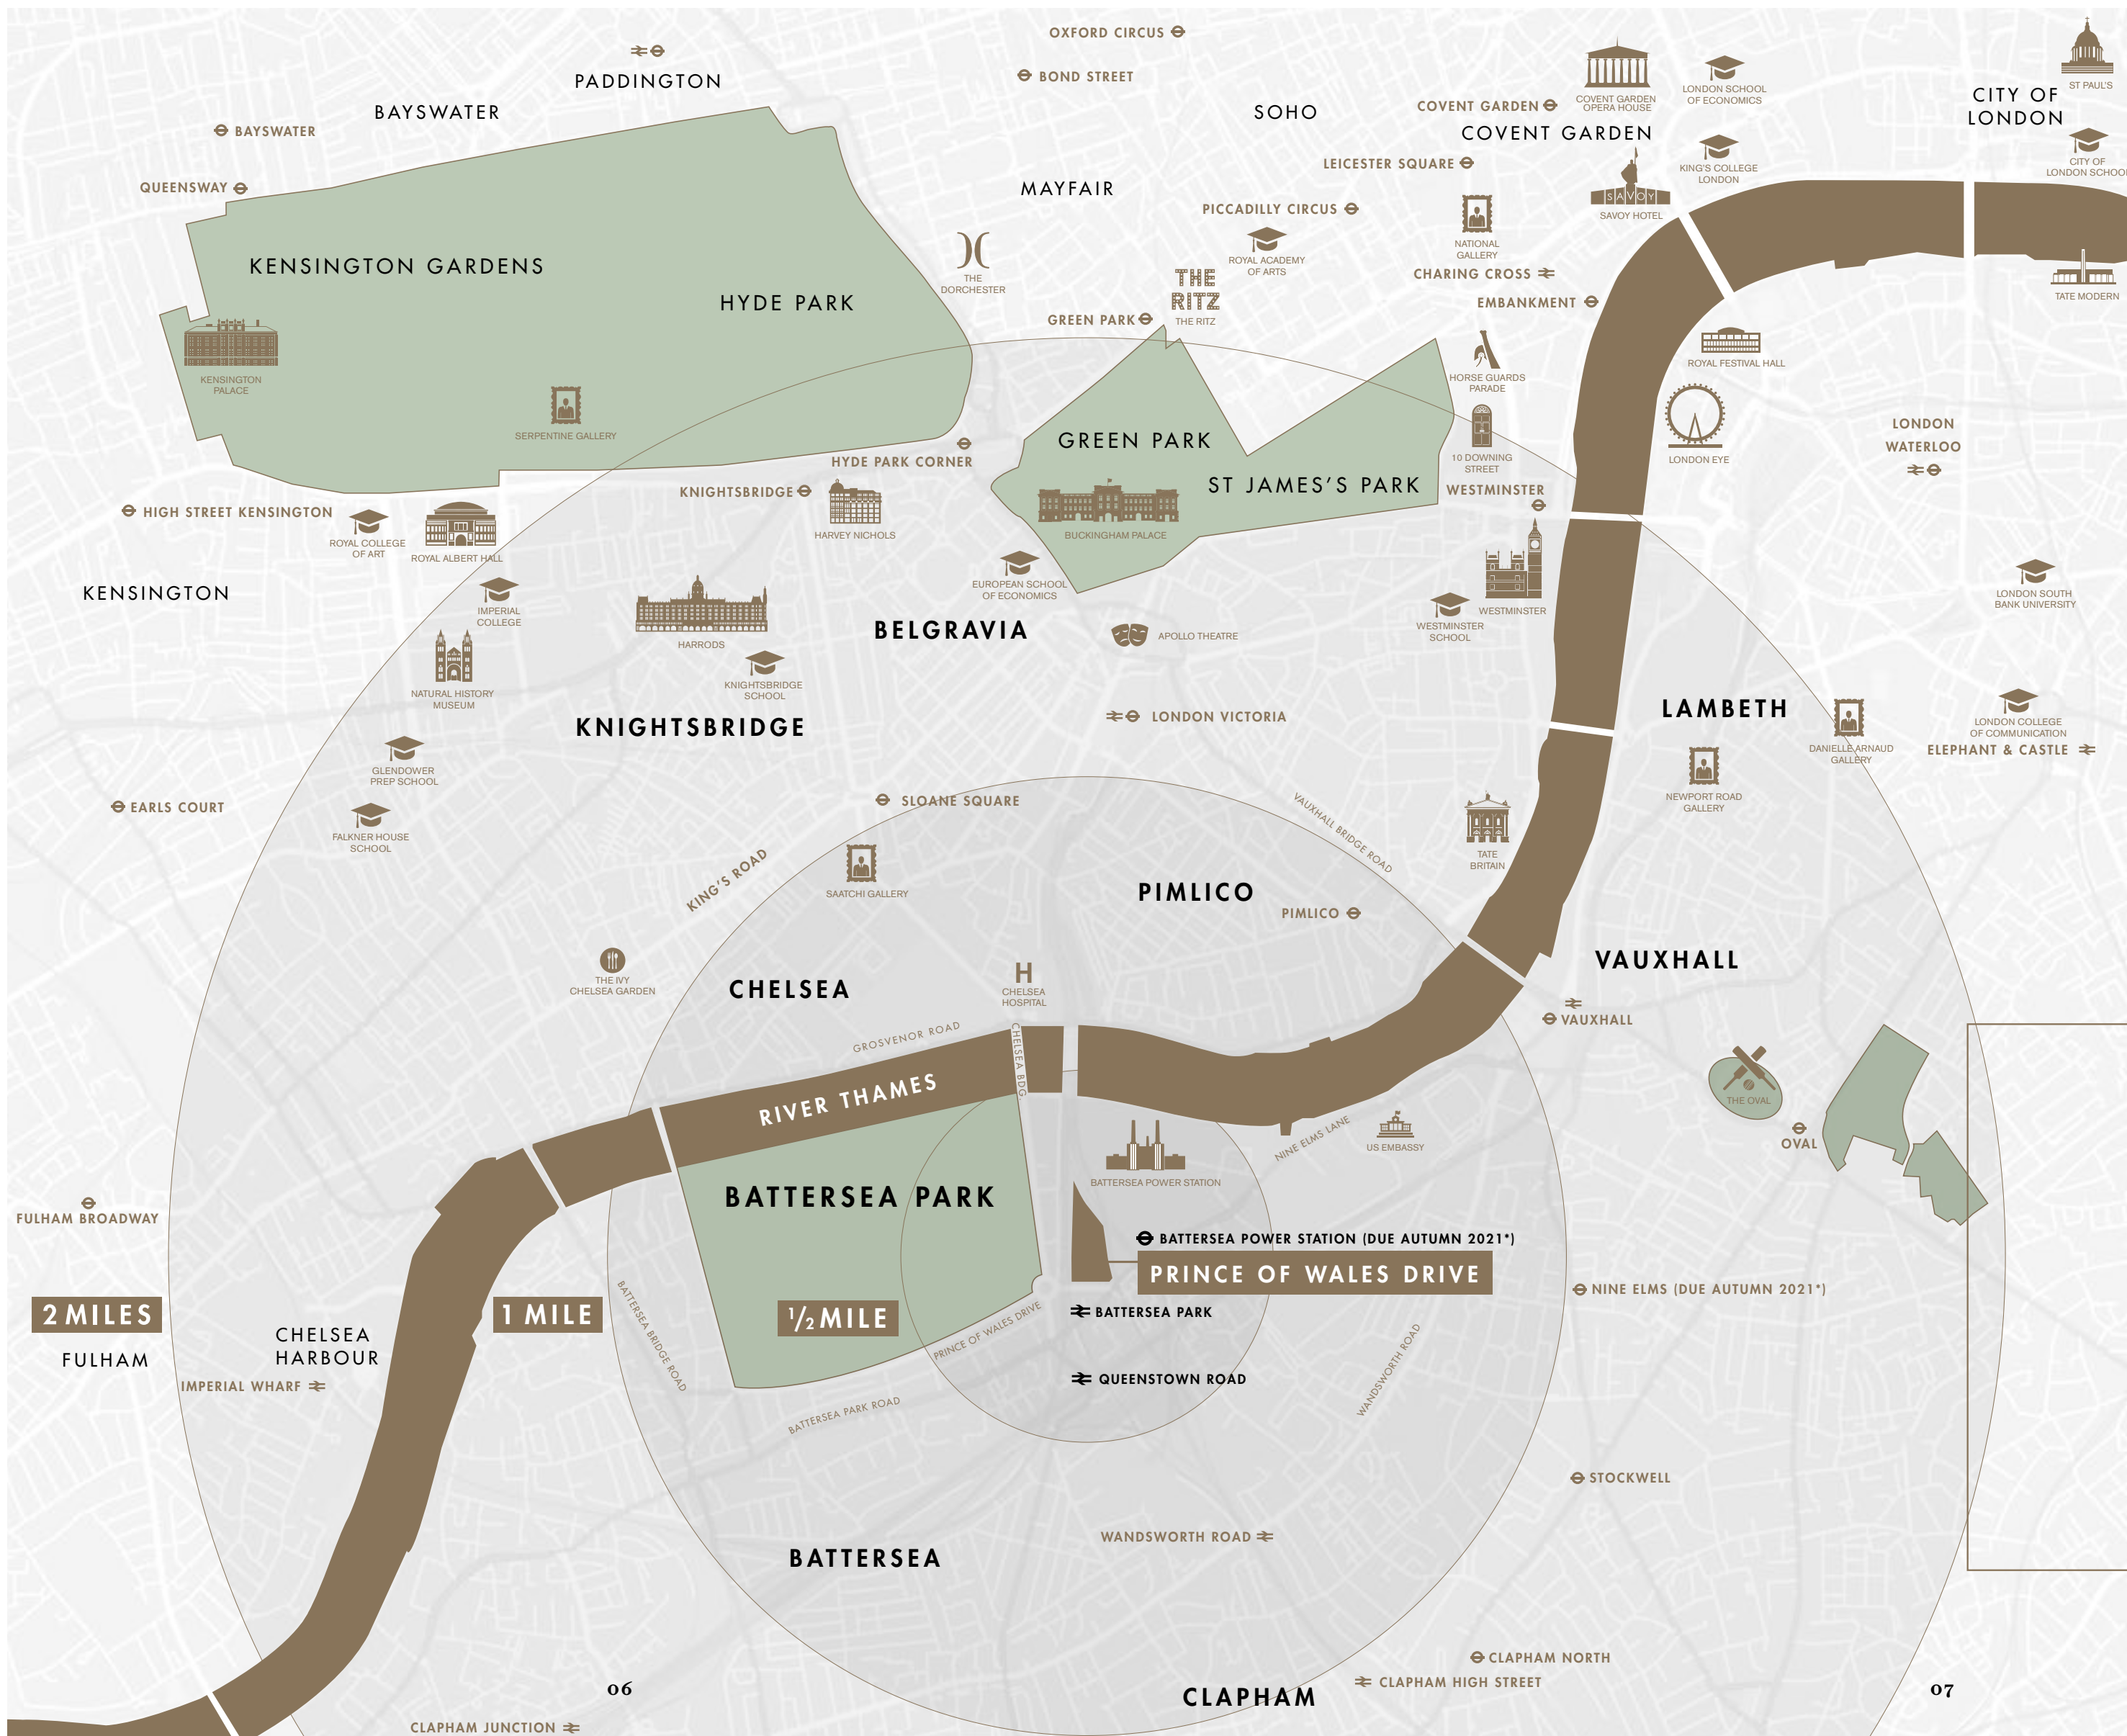 OXFORD CIRCUS
BOND STREET
PADDINGTON
BAYSWATER
BAYSWATER
QUEENSWAY
SOHO
MAYFAIR
COVENT GARDEN
COVENT GARDEN
OPERA HOUSE
LONDON SCHOOL
OF ECONOMICS
COVENT GARDEN
CITY OF
LONDON
ST PAUL'S
LEICESTER SQUARE
KING'S COLLEGE
LONDON
CITY OF
LONDON SCHOOL
PICCADILLY CIRCUS
SAVOY
SAVOY HOTEL
NATIONAL
GALLERY
ROYAL ACADEMY
OF ARTS
CHARING CROSS
EMBANKMENT
TATE MODERN
KENSINGTON GARDENS
HYDE PARK
THE
DORCHESTER
THE
RITZ
THE RITZ
GREEN PARK
KENSINGTON
PALACE
SERPENTINE GALLERY
ROYAL FESTIVAL HALL
HORSE GUARDS
PARADE
LONDON EYE
LONDON
WATERLOO
10 DOWNING
STREET
HYDE PARK CORNER
GREEN PARK
ST JAMES'S PARK
WESTMINSTER
KNIGHTSBRIDGE
HARVEY NICHOLS
BUCKINGHAM PALACE
HIGH STREET KENSINGTON
ROYAL COLLEGE
OF ART
ROYAL ALBERT HALL
KENSINGTON
IMPERIAL
COLLEGE
EUROPEAN SCHOOL
OF ECONOMICS
WESTMINSTER
WESTMINSTER
SCHOOL
LONDON SOUTH
BANK UNIVERSITY
HARRODS
BELGRAVIA
APOLLO THEATRE
KNIGHTSBRIDGE
SCHOOL
NATURAL HISTORY
MUSEUM
KNIGHTSBRIDGE
LONDON VICTORIA
LAMBETH
DANIELLE ARNAUD
GALLERY
LONDON COLLEGE
OF COMMUNICATION
ELEPHANT & CASTLE
GLENDOWER
PREP SCHOOL
NEWPORT ROAD
GALLERY
EARLS COURT
FALKNER HOUSE
SCHOOL
SLOANE SQUARE
VAUXHALL BRIDGE ROAD
TATE
BRITAIN
KING'S ROAD
SAATCHI GALLERY
PIMLICO
PIMLICO
THE IVY
CHELSEA GARDEN
CHELSEA
H
CHELSEA
HOSPITAL
VAUXHALL
VAUXHALL
GROSVENOR ROAD
CHELSEA BDG
RIVER THAMES
THE OVAL
OVAL
NINE ELMS LANE
US EMBASSY
BATTERSEA POWER STATION
BATTERSEA PARK
FULHAM BROADWAY
BATTERSEA POWER STATION (DUE AUTUMN 2021*)
PRINCE OF WALES DRIVE
NINE ELMS (DUE AUTUMN 2021*)
2 MILES
1 MILE
1/2 MILE
BATTERSEA PARK
CHELSEA
HARBOUR
FULHAM
IMPERIAL WHARF
BATTERSEA BRIDGE ROAD
PRINCE OF WALES DRIVE
WANDSWORTH ROAD
QUEENSTOWN ROAD
BATTERSEA PARK ROAD
STOCKWELL
WANDSWORTH ROAD
BATTERSEA
CLAPHAM NORTH
CLAPHAM HIGH STREET
CLAPHAM
06
07
CLAPHAM JUNCTION